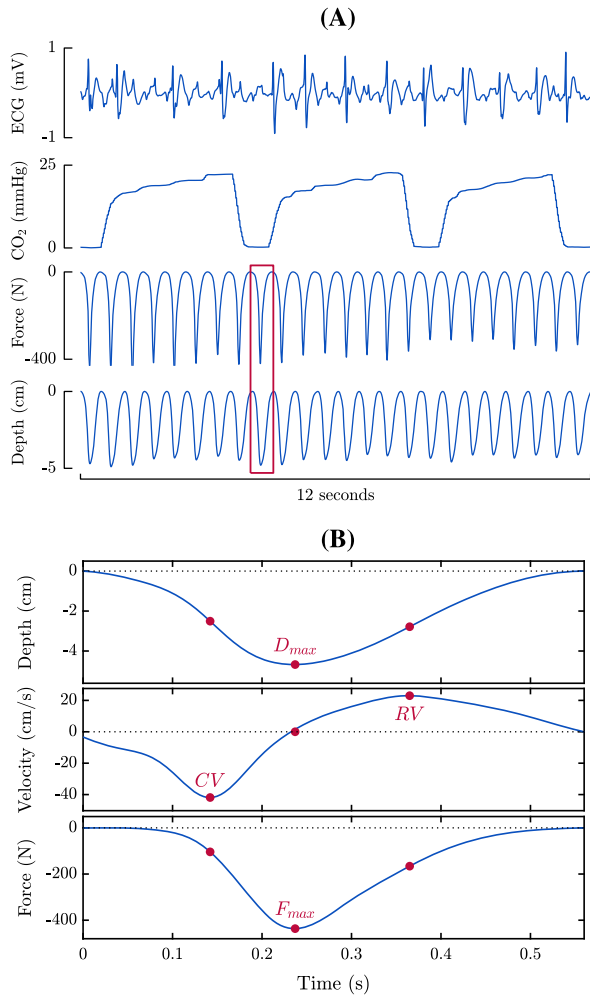 (A)
1
ECG (mV)
-1
25
CO₂ (mmHg)
0
0
Force (N)
-400
0
Depth (cm)
-5
12 seconds
(B)
0
Depth (cm)
-2
-4
D_max
20
Velocity (cm/s)
0
-20
-40
RV
CV
0
Force (N)
-200
-400
F_max
0 0.1 0.2 0.3 0.4 0.5
Time (s)